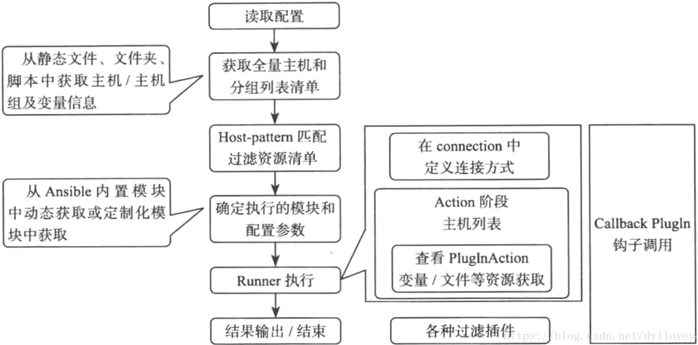 读取配置
从静态文件、文件夹、
脚本中获取主机/主机
组及变量信息
获取全量主机和
分组列表清单
Host-pattern 匹配
过滤资源清单
从 Ansible 内置模块
中动态获取或定制化模
块中获取
确定执行的模块和
配置参数
Runner 执行
结果输出/结束
在 connection 中
定义连接方式
Action 阶段
主机列表
查看 PlugInAction
变量/文件等资源获取
各种过滤插件
Callback PlugIn
钩子调用
https://blog.csdn.net/dyllove